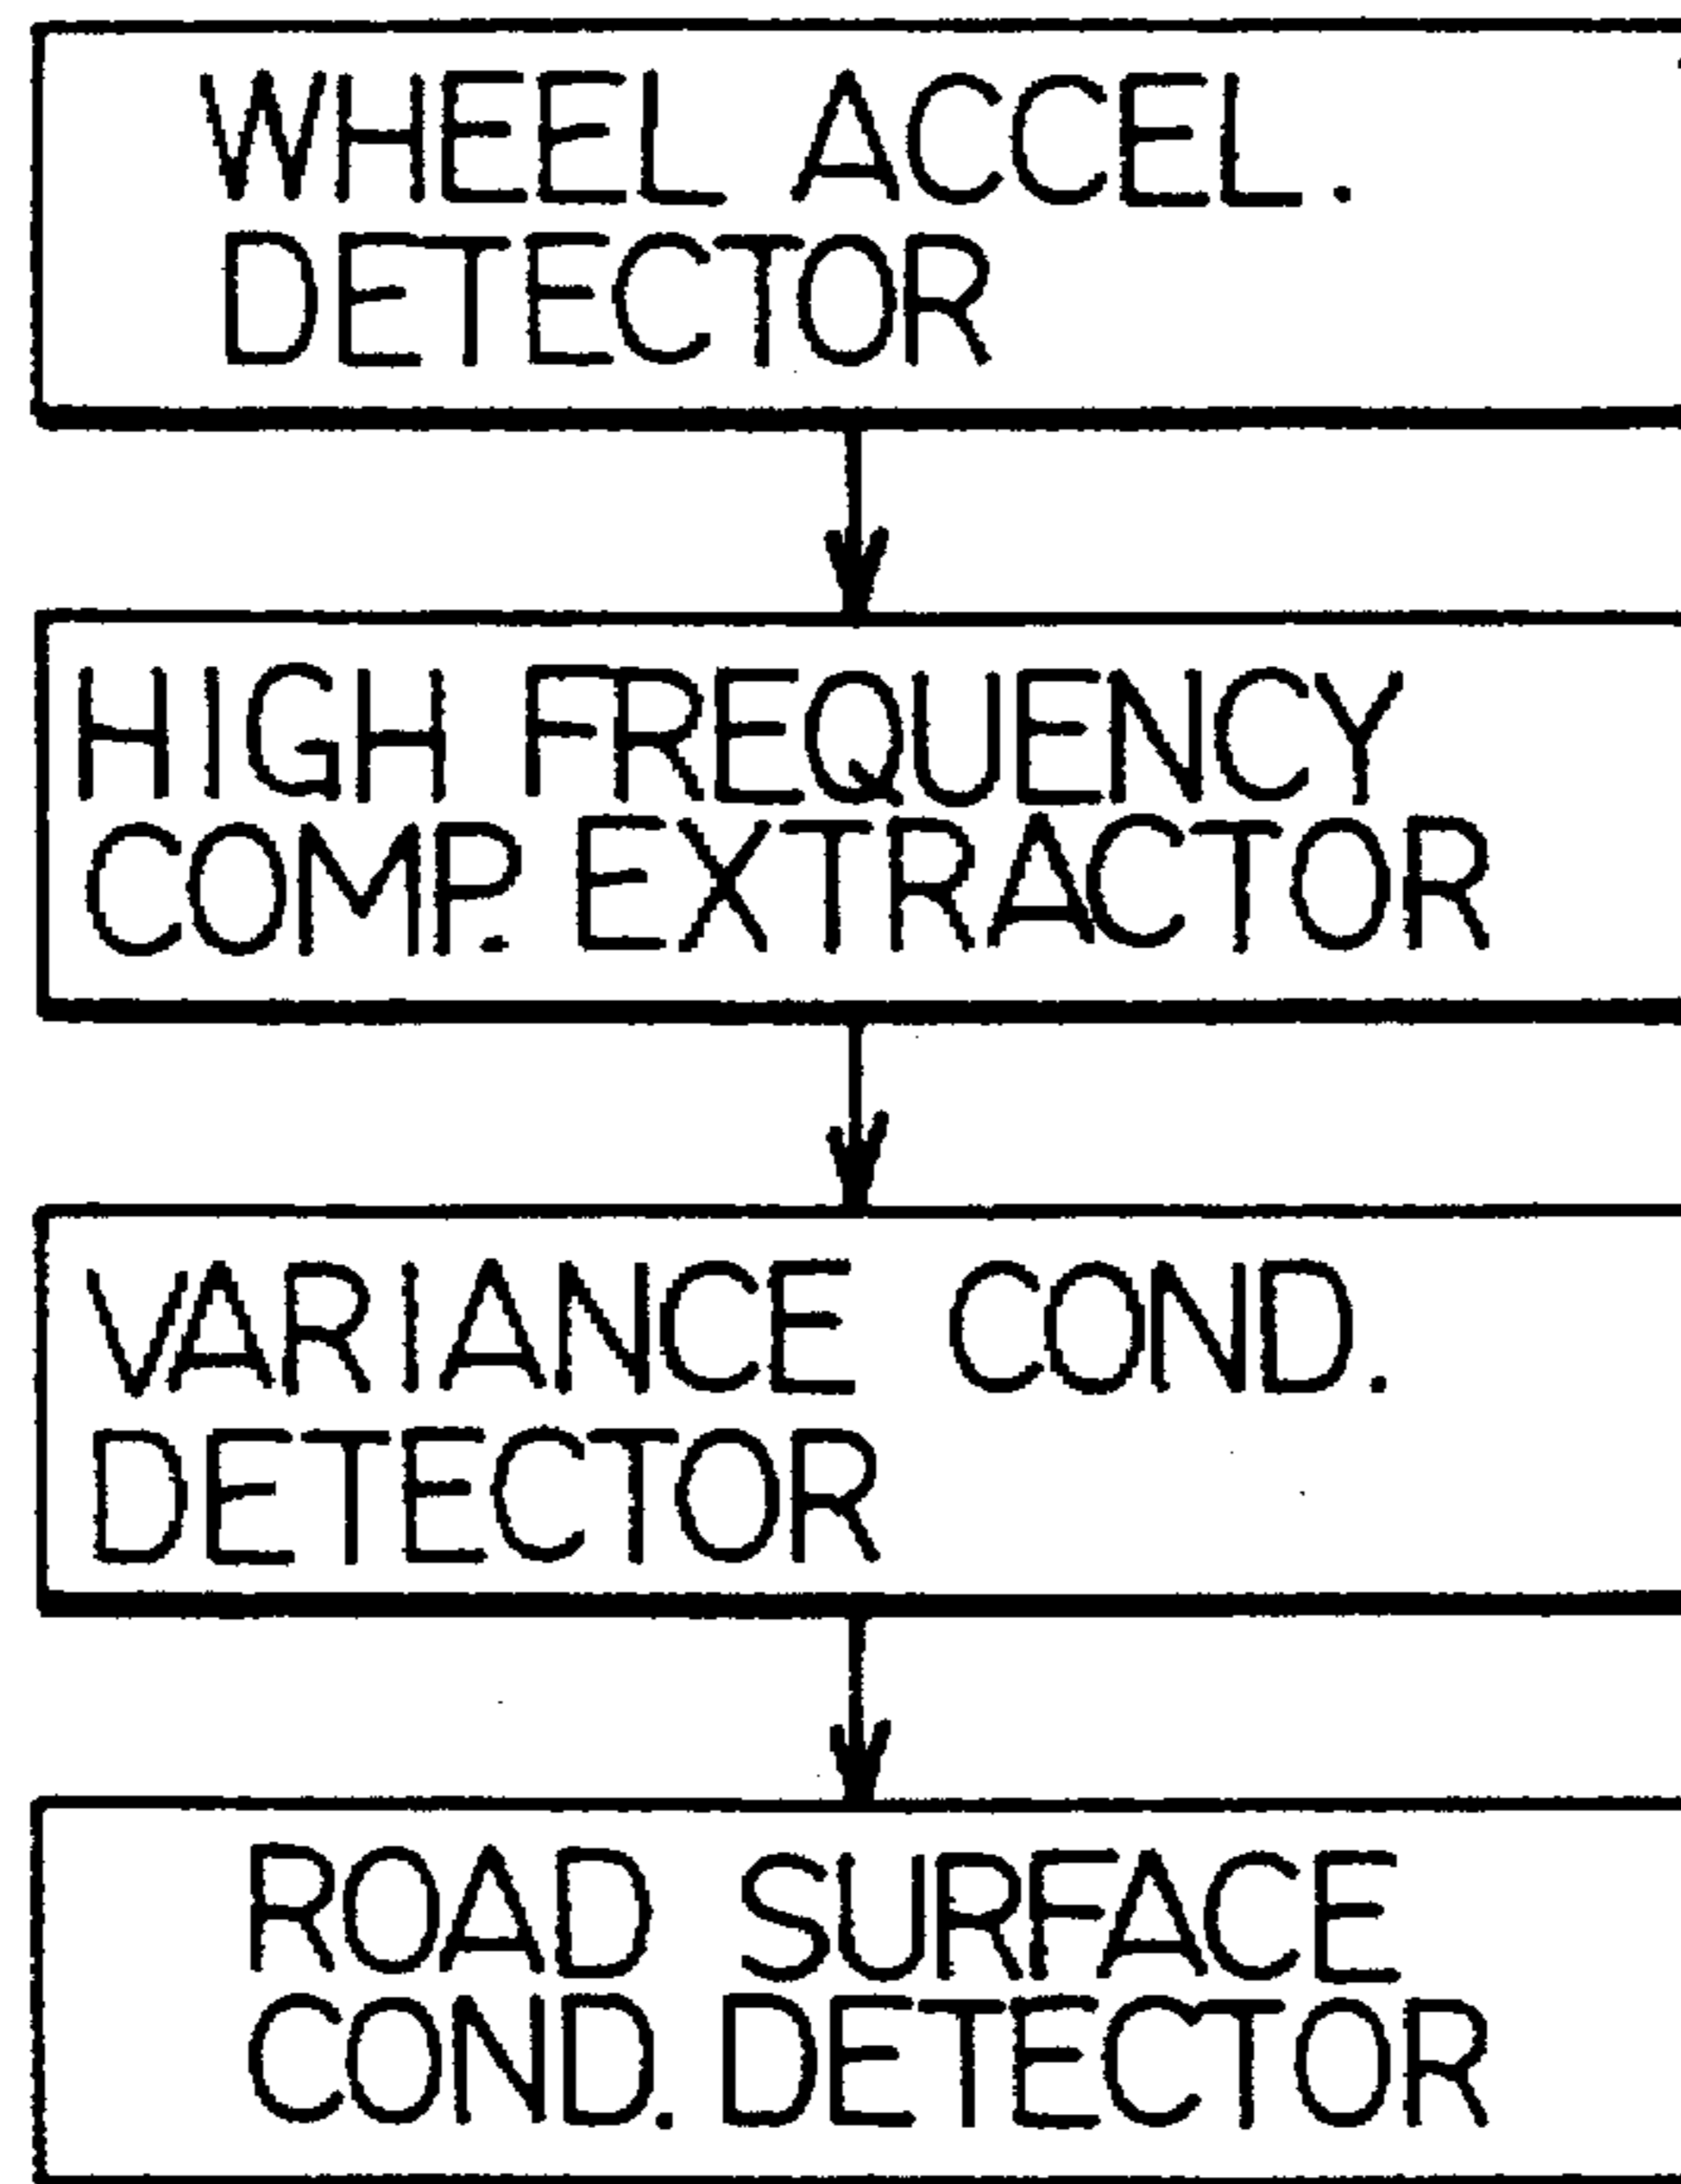 WHEEL ACCEL.
DETECTOR
HIGH FREQUENCY
COMP. EXTRACTOR
VARIANCE COND.
DETECTOR
ROAD SURFACE
COND. DETECTOR